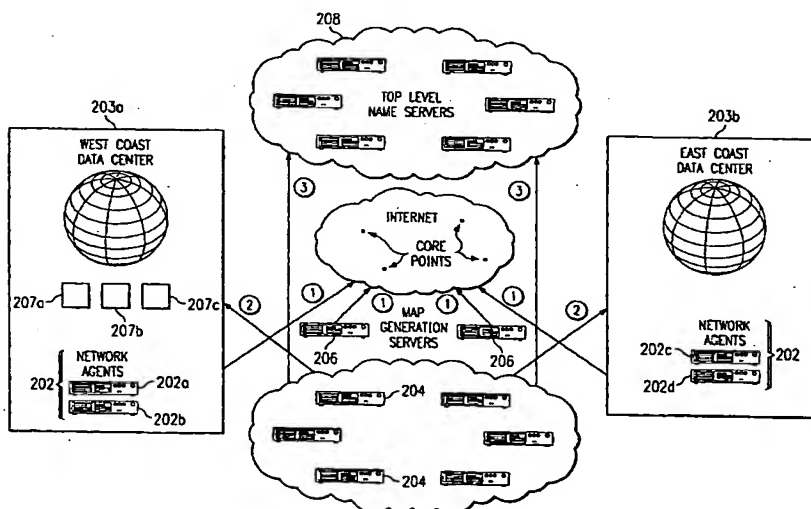 208
TOP LEVEL
NAME SERVERS
203a
WEST COAST
DATA CENTER
203b
EAST COAST
DATA CENTER
3
3
INTERNET
CORE
POINTS
207a
207b
207c
2
1
1
1
1
2
MAP
GENERATION
SERVERS
206
206
NETWORK
AGENTS
202
202a
202b
NETWORK
AGENTS
202c
202d
202
204
204